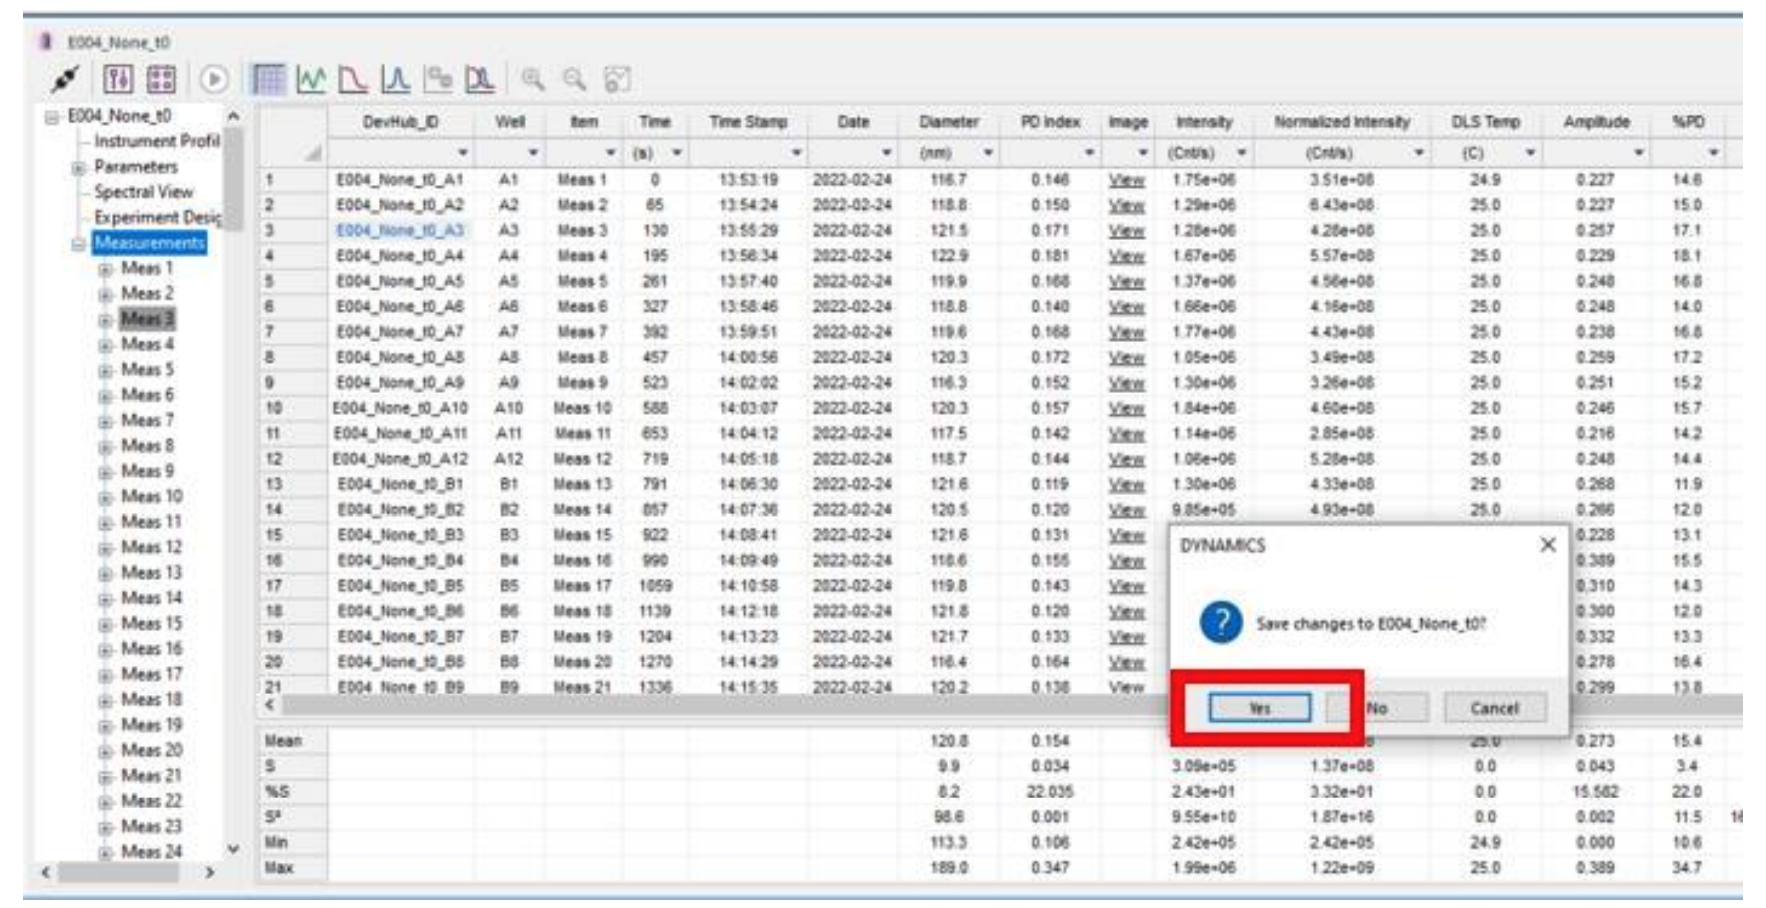 E004_None_t0
E004_None_t0
Instrument Profil
Parameters
Spectral View
Experiment Desig
Measurements
Meas 1
Meas 2
Meas 3
Meas 4
Meas 5
Meas 6
Meas 7
Meas 8
Meas 9
Meas 10
Meas 11
Meas 12
Meas 13
Meas 14
Meas 15
Meas 16
Meas 17
Meas 18
Meas 19
Meas 20
Meas 21
Meas 22
Meas 23
Meas 24
DevHub_ID Well Item Time Time Stamp Date Diameter PD Index Image Intensity Normalized Intensity DLS Temp Amplitude %PD
(s) (nm) (Cnt/s) (Cnt/s) (C)
1 E004_None_t0_A1 A1 Meas 1 0 13:53:19 2022-02-24 116.7 0.146 View 1.75e+06 3.51e+08 24.9 0.227 14.6
2 E004_None_t0_A2 A2 Meas 2 65 13:54:24 2022-02-24 118.8 0.150 View 1.29e+06 6.43e+08 25.0 0.227 15.0
3 E004_None_t0_A3 A3 Meas 3 130 13:55:29 2022-02-24 121.5 0.171 View 1.28e+06 4.28e+08 25.0 0.257 17.1
4 E004_None_t0_A4 A4 Meas 4 195 13:56:34 2022-02-24 122.9 0.181 View 1.67e+06 5.57e+08 25.0 0.229 18.1
5 E004_None_t0_A5 A5 Meas 5 261 13:57:40 2022-02-24 119.9 0.168 View 1.37e+06 4.56e+08 25.0 0.248 16.8
6 E004_None_t0_A6 A6 Meas 6 327 13:58:46 2022-02-24 118.8 0.140 View 1.66e+06 4.16e+08 25.0 0.248 14.0
7 E004_None_t0_A7 A7 Meas 7 392 13:59:51 2022-02-24 119.6 0.168 View 1.77e+06 4.43e+08 25.0 0.238 16.8
8 E004_None_t0_A8 A8 Meas 8 457 14:00:56 2022-02-24 120.3 0.172 View 1.05e+06 3.49e+08 25.0 0.259 17.2
9 E004_None_t0_A9 A9 Meas 9 523 14:02:02 2022-02-24 116.3 0.152 View 1.30e+06 3.26e+08 25.0 0.251 15.2
10 E004_None_t0_A10 A10 Meas 10 588 14:03:07 2022-02-24 120.3 0.157 View 1.84e+06 4.60e+08 25.0 0.246 15.7
11 E004_None_t0_A11 A11 Meas 11 653 14:04:12 2022-02-24 117.5 0.142 View 1.14e+06 2.85e+08 25.0 0.216 14.2
12 E004_None_t0_A12 A12 Meas 12 719 14:05:18 2022-02-24 118.7 0.144 View 1.06e+06 5.28e+08 25.0 0.248 14.4
13 E004_None_t0_B1 B1 Meas 13 791 14:06:30 2022-02-24 121.6 0.119 View 1.30e+06 4.33e+08 25.0 0.268 11.9
14 E004_None_t0_B2 B2 Meas 14 857 14:07:36 2022-02-24 120.5 0.120 View 9.85e+05 4.93e+08 25.0 0.266 12.0
15 E004_None_t0_B3 B3 Meas 15 922 14:08:41 2022-02-24 121.6 0.131 View 0.228 13.1
16 E004_None_t0_B4 B4 Meas 16 990 14:09:49 2022-02-24 118.6 0.155 View 0.389 15.5
17 E004_None_t0_B5 B5 Meas 17 1059 14:10:58 2022-02-24 119.8 0.143 View 0.310 14.3
18 E004_None_t0_B6 B6 Meas 18 1139 14:12:18 2022-02-24 121.8 0.120 View 0.300 12.0
19 E004_None_t0_B7 B7 Meas 19 1204 14:13:23 2022-02-24 121.7 0.133 View 0.332 13.3
20 E004_None_t0_B8 B8 Meas 20 1270 14:14:29 2022-02-24 116.4 0.164 View 0.278 16.4
21 E004_None_t0_B9 B9 Meas 21 1336 14:15:35 2022-02-24 120.2 0.138 View 0.299 13.8
DYNAMICS
Save changes to E004_None_t0?
Yes No Cancel
Mean 120.8 0.154 25.0 0.273 15.4
S 9.9 0.034 3.09e+05 1.37e+08 0.0 0.043 3.4
%S 8.2 22.035 2.43e+01 3.32e+01 0.0 15.582 22.0
S² 98.6 0.001 9.55e+10 1.87e+16 0.0 0.002 11.5
Min 113.3 0.106 2.42e+05 2.42e+05 24.9 0.000 10.6
Max 189.0 0.347 1.99e+06 1.22e+09 25.0 0.389 34.7